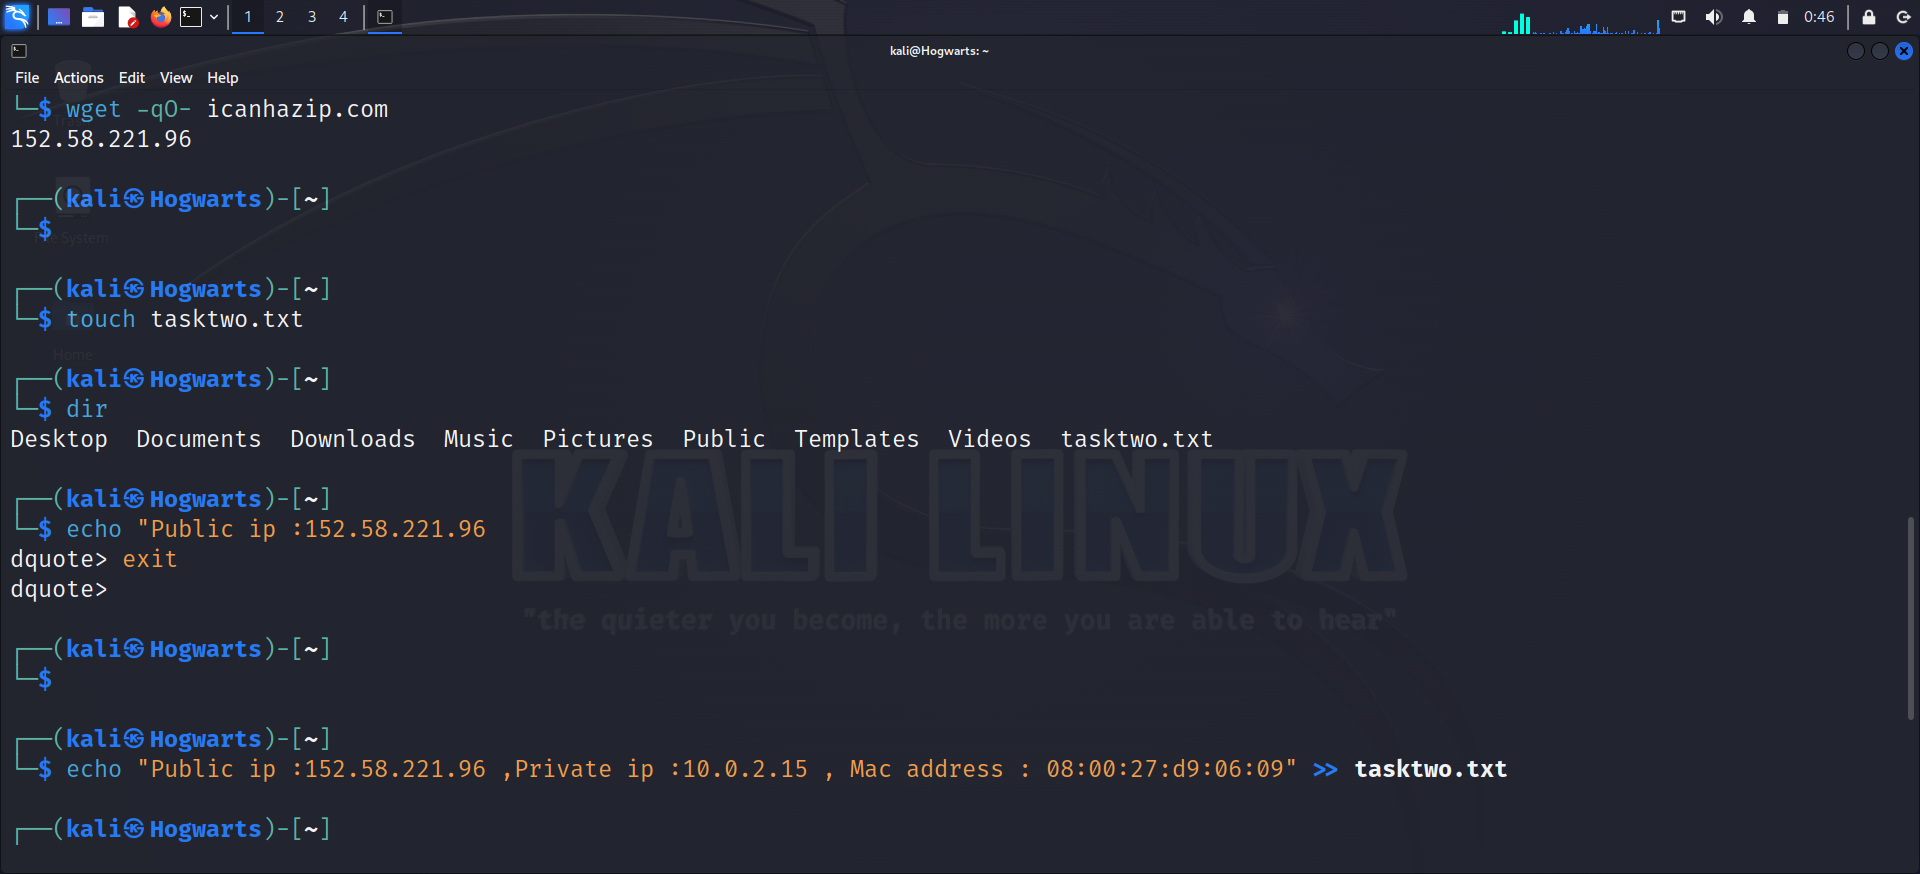 1 2 3 4 0:46
kali@Hogwarts: ~
File Actions Edit View Help
└─$ wget -qO- icanhazip.com
152.58.221.96
┌──(kali㉿Hogwarts)-[~]
└─$
File System
┌──(kali㉿Hogwarts)-[~]
└─$ touch tasktwo.txt
Home
┌──(kali㉿Hogwarts)-[~]
└─$ dir
Desktop Documents Downloads Music Pictures Public Templates Videos tasktwo.txt
KALI LINUX
┌──(kali㉿Hogwarts)-[~]
└─$ echo "Public ip :152.58.221.96
dquote> exit
dquote>
"the quieter you become, the more you are able to hear"
┌──(kali㉿Hogwarts)-[~]
└─$
┌──(kali㉿Hogwarts)-[~]
└─$ echo "Public ip :152.58.221.96 ,Private ip :10.0.2.15 , Mac address : 08:00:27:d9:06:09" >> tasktwo.txt
┌──(kali㉿Hogwarts)-[~]